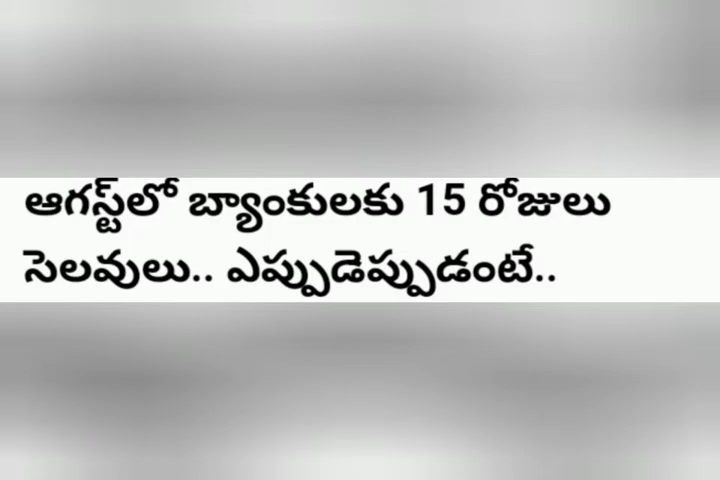 ఆగస్ట్‌లో బ్యాంకులకు 15 రోజులు
సెలవులు.. ఎప్పుడెప్పుడంటే..